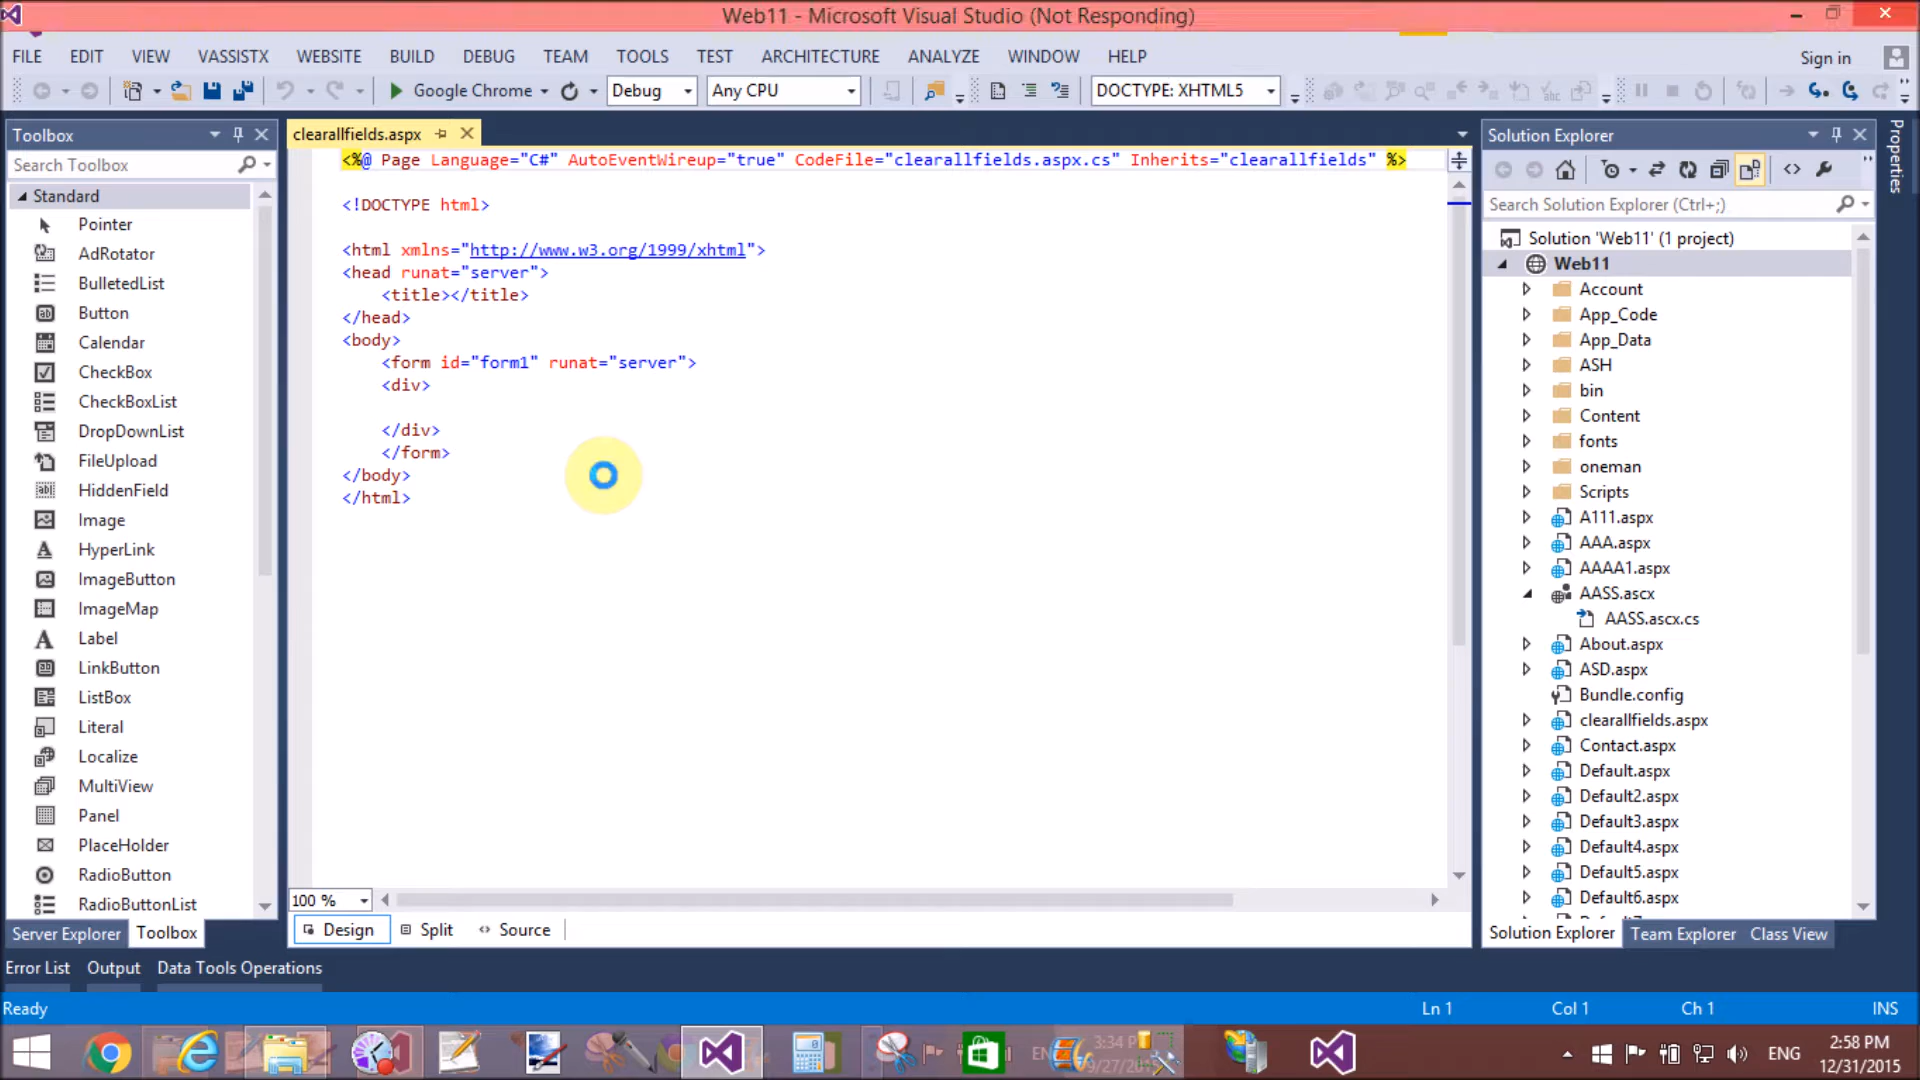 Web11 - Microsoft Visual Studio (Not Responding)
FILE EDIT VIEW VASSISTX WEBSITE BUILD DEBUG TEAM TOOLS TEST ARCHITECTURE ANALYZE WINDOW HELP Sign in
Google Chrome Debug Any CPU DOCTYPE: XHTML5
Toolbox
Search Toolbox
Standard
Pointer
AdRotator
BulletedList
Button
Calendar
CheckBox
CheckBoxList
DropDownList
FileUpload
HiddenField
Image
HyperLink
ImageButton
ImageMap
Label
LinkButton
ListBox
Literal
Localize
MultiView
Panel
PlaceHolder
RadioButton
RadioButtonList
Server Explorer Toolbox
clearallfields.aspx
<%@ Page Language="C#" AutoEventWireup="true" CodeFile="clearallfields.aspx.cs" Inherits="clearallfields" %>
<!DOCTYPE html>
<html xmlns="http://www.w3.org/1999/xhtml">
<head runat="server">
<title></title>
</head>
<body>
<form id="form1" runat="server">
<div>
</div>
</form>
</body>
</html>
100 %
Design Split Source
Solution Explorer
Search Solution Explorer (Ctrl+;)
Solution 'Web11' (1 project)
Web11
Account
App_Code
App_Data
ASH
bin
Content
fonts
oneman
Scripts
A111.aspx
AAA.aspx
AAAA1.aspx
AASS.ascx
AASS.ascx.cs
About.aspx
ASD.aspx
Bundle.config
clearallfields.aspx
Contact.aspx
Default.aspx
Default2.aspx
Default3.aspx
Default4.aspx
Default5.aspx
Default6.aspx
Solution Explorer Team Explorer Class View
Properties
Error List Output Data Tools Operations
Ready Ln 1 Col 1 Ch 1 INS
ENG
2:58 PM
12/31/2015